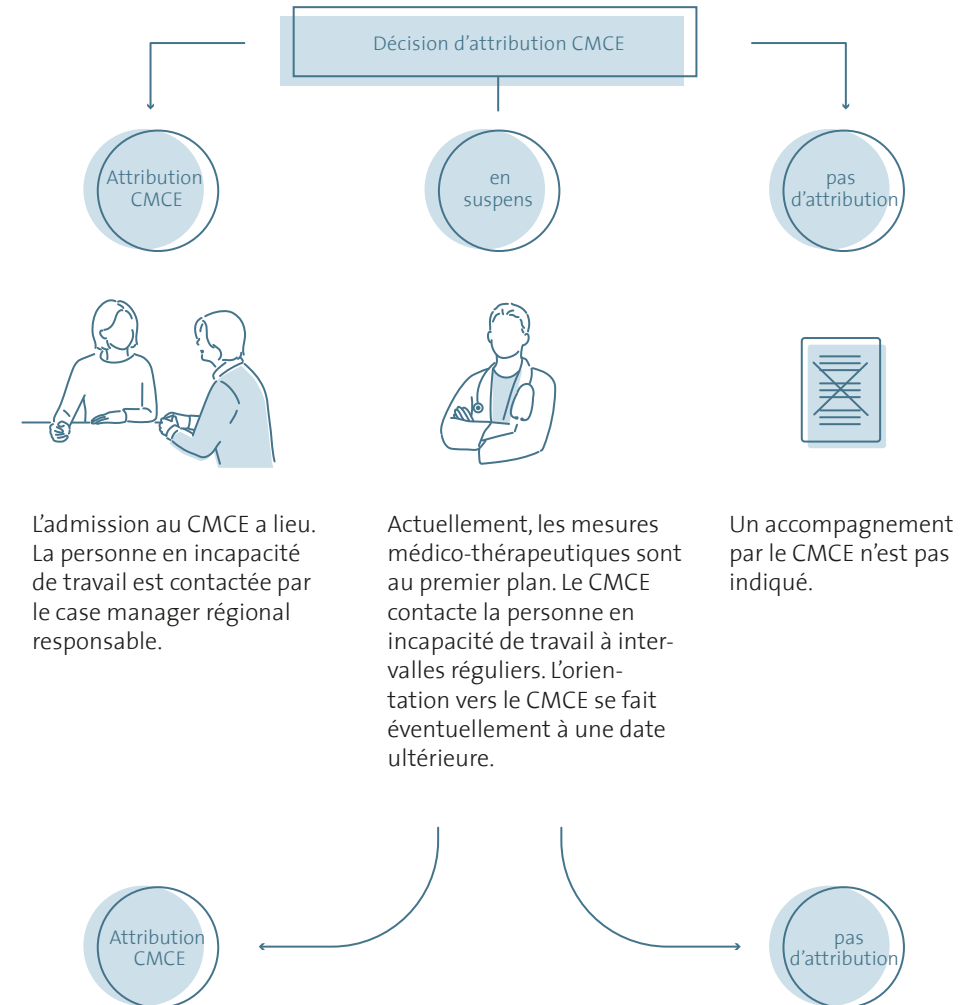 Décision d’attribution CMCE
Attribution
CMCE
en
suspens
pas
d’attribution
L’admission au CMCE a lieu.
La personne en incapacité
de travail est contactée par
le case manager régional
responsable.
Actuellement, les mesures
médico-thérapeutiques sont
au premier plan. Le CMCE
contacte la personne en
incapacité de travail à inter-
valles réguliers. L’orien-
tation vers le CMCE se fait
éventuellement à une date
ultérieure.
Un accompagnement
par le CMCE n’est pas
indiqué.
Attribution
CMCE
pas
d’attribution